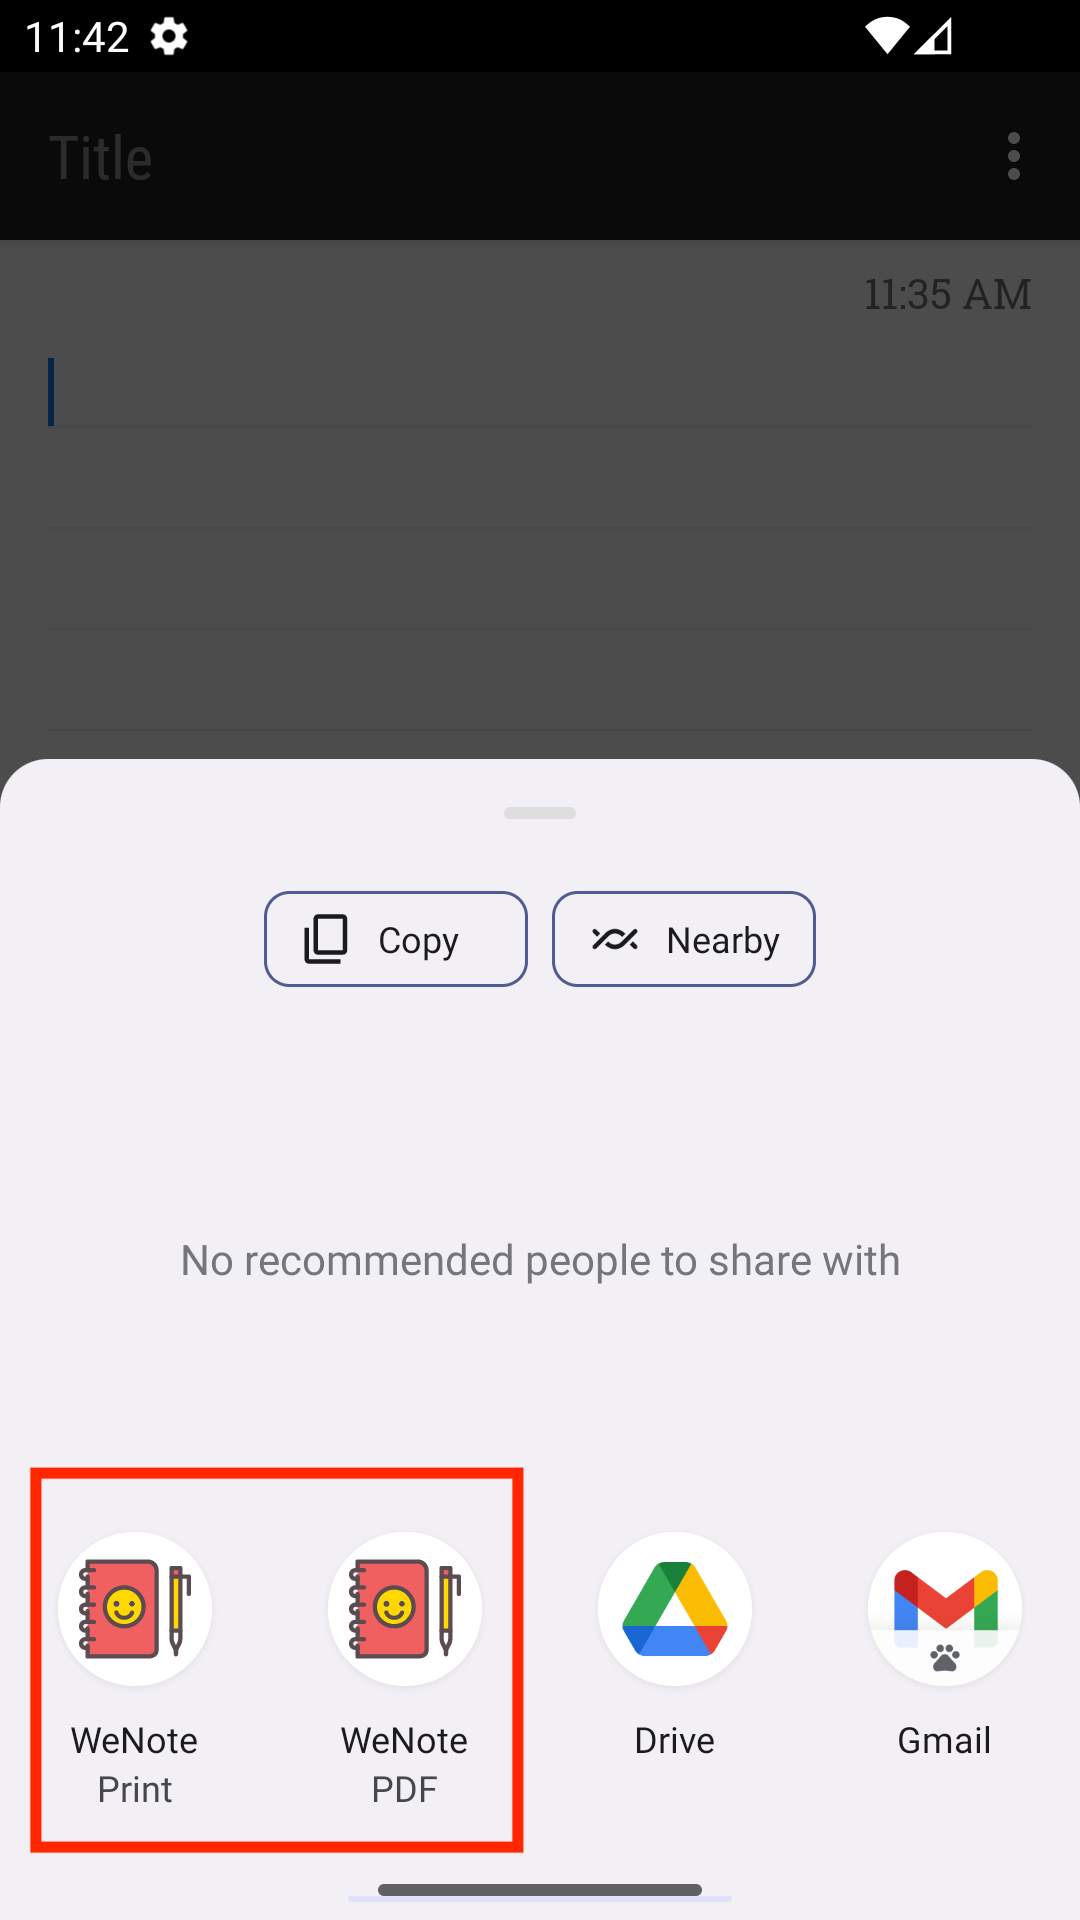 11:42
Title
11:35 AM
Copy
Nearby
No recommended people to share with
WeNote
Print
WeNote
PDF
Drive
Gmail